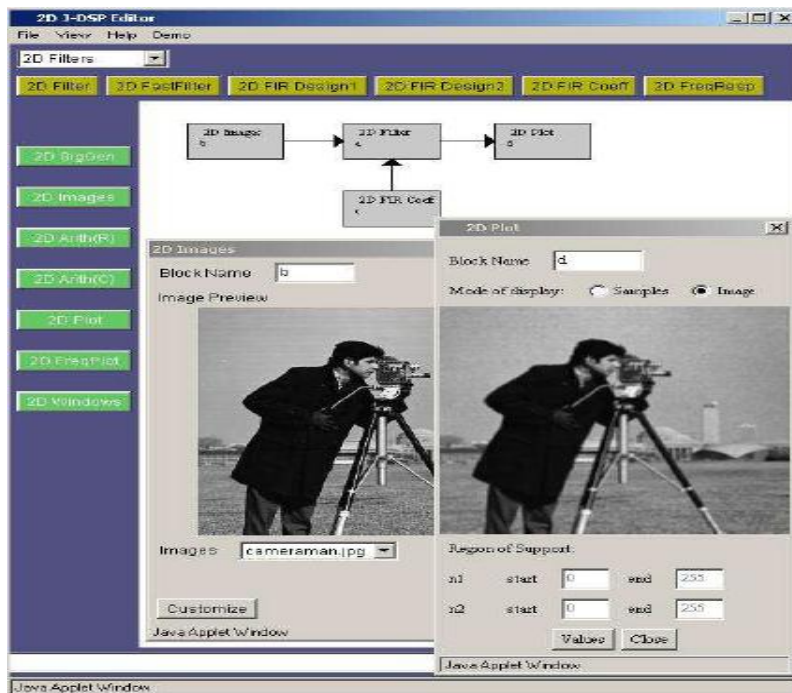 2D J-DSP Editor
File View Help Demo
2D Filters
2D Filter 2D FastFilter 2D FIR Design1 2D FIR Design2 2D FIR Coeff 2D FreqResp
2D SigGen
2D Images
2D Arith(R)
2D Arith(C)
2D Plot
2D FreqPlot
2D Windows
2D Images
b
2D Filter
2D Plot
d
2D FIR Coeff
2D Images
Block Name b
Image Preview
Images cameraman.jpg
Customize
Java Applet Window
2D Plot
Block Name d
Mode of display: Samples Image
Region of Support:
n1 start 0 end 255
n2 start 0 end 255
Values Close
Java Applet Window
Java Applet Window